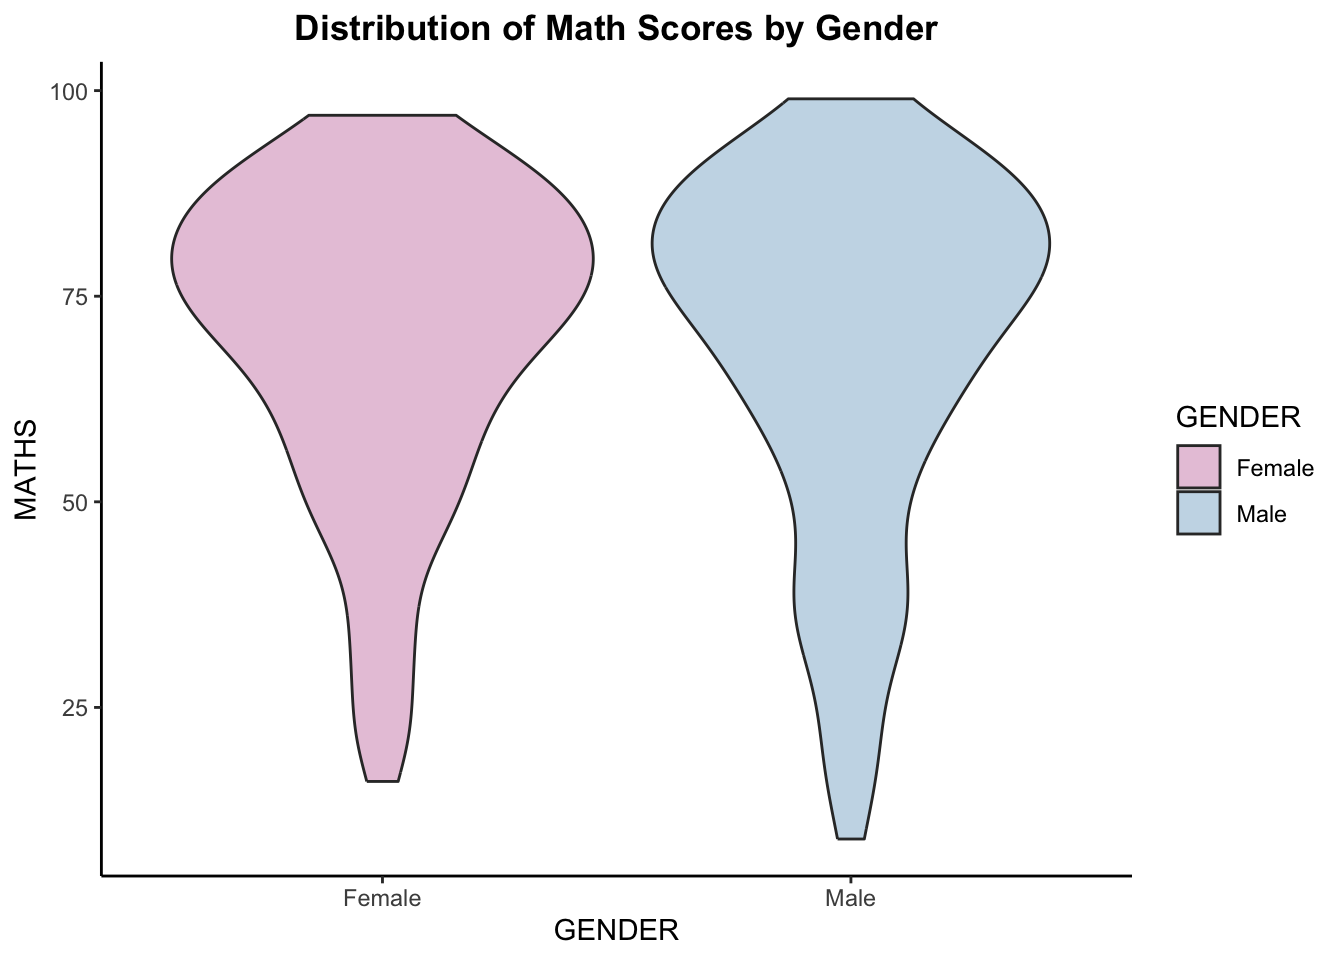 Distribution of Math Scores by Gender
100
75
50
25
MATHS
Female
Male
GENDER
GENDER
Female
Male